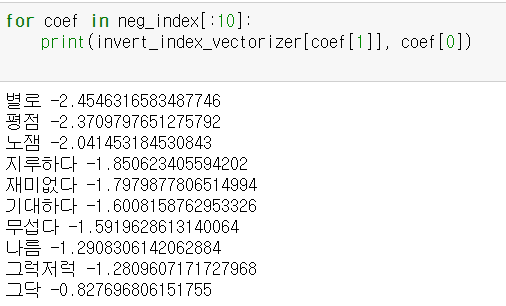 for coef in neg_index[:10]:
    print(invert_index_vectorizer[coef[1]], coef[0])
별로 -2.4546316583487746
평점 -2.3709797651275792
노잼 -2.041453184530843
지루하다 -1.850623405594202
재미없다 -1.7979877806514994
기대하다 -1.6008158762953326
무섭다 -1.5919628613140064
나름 -1.2908306142062884
그럭저럭 -1.2809607171727968
그닥 -0.827696806151755